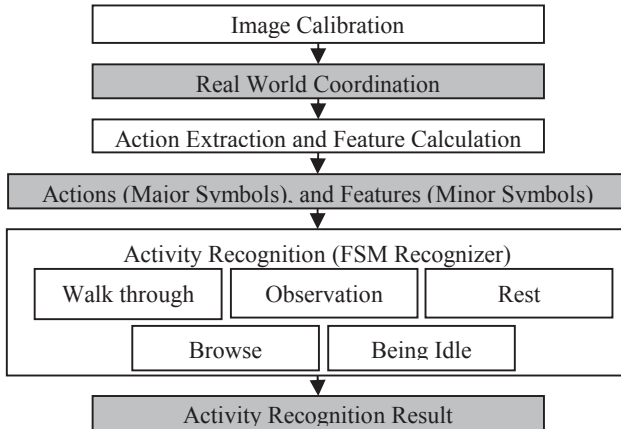 Image Calibration
Real World Coordination
Action Extraction and Feature Calculation
Actions (Major Symbols), and Features (Minor Symbols)
Activity Recognition (FSM Recognizer)
Walk through
Observation
Rest
Browse
Being Idle
Activity Recognition Result